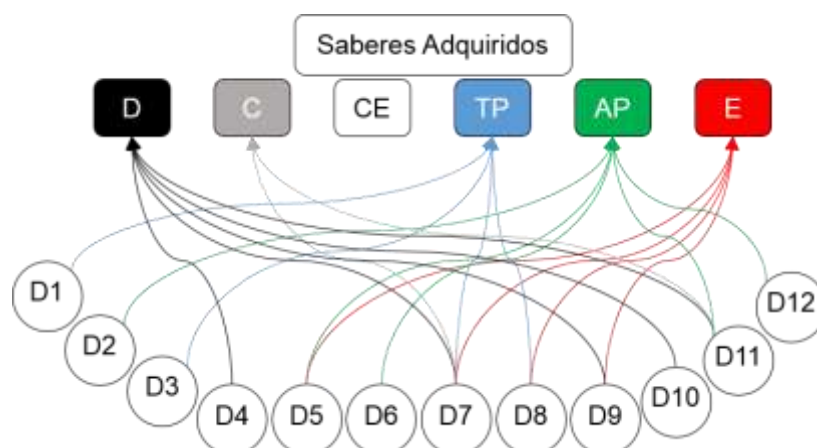 Saberes Adquiridos
D C CE TP AP E
D1
D2
D3
D4
D5
D6
D7
D8
D9
D10
D11
D12